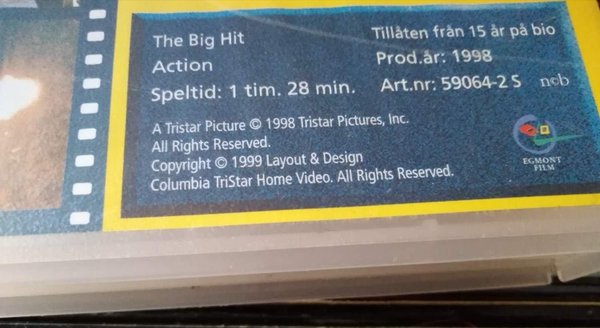 The Big Hit
Tillåten från 15 år på bio
Action
Prod.år: 1998
Speltid: 1 tim. 28 min.
Art.nr: 59064-2 S
ncb
A Tristar Picture © 1998 Tristar Pictures, Inc.
All Rights Reserved.
Copyright © 1999 Layout & Design
Columbia TriStar Home Video. All Rights Reserved.
EGMONT
FILM